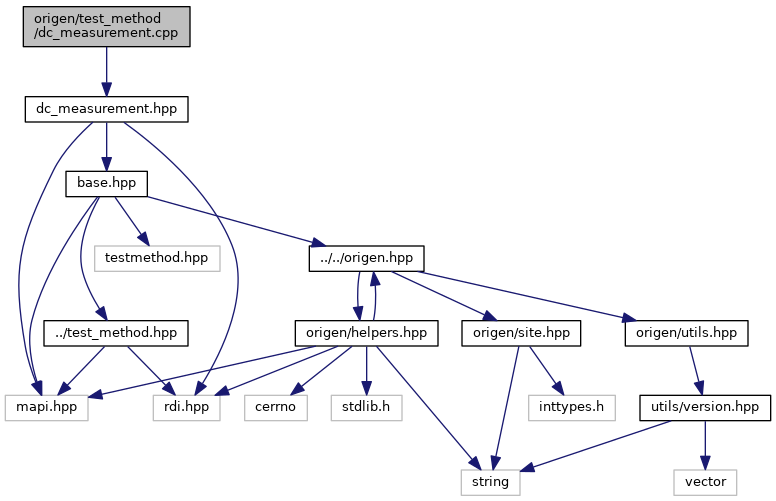 origen/test_method
/dc_measurement.cpp
dc_measurement.hpp
base.hpp
testmethod.hpp
../../origen.hpp
../test_method.hpp
origen/helpers.hpp
origen/site.hpp
origen/utils.hpp
mapi.hpp
rdi.hpp
cerrno
stdlib.h
inttypes.h
utils/version.hpp
string
vector